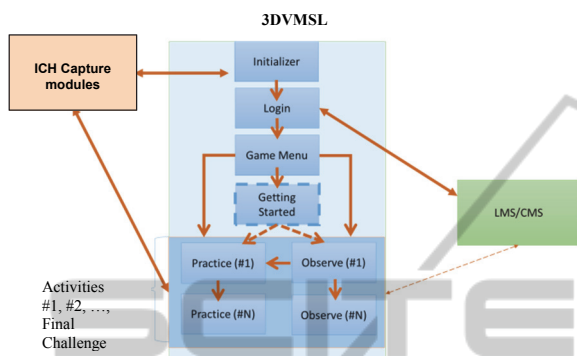 3DVMSL
ICH Capture
modules
Initializer
Login
Game Menu
Getting
Started
LMS/CMS
Practice (#1)
Observe (#1)
Practice (#N)
Observe (#N)
Activities
#1, #2, …,
Final
Challenge
SCITE